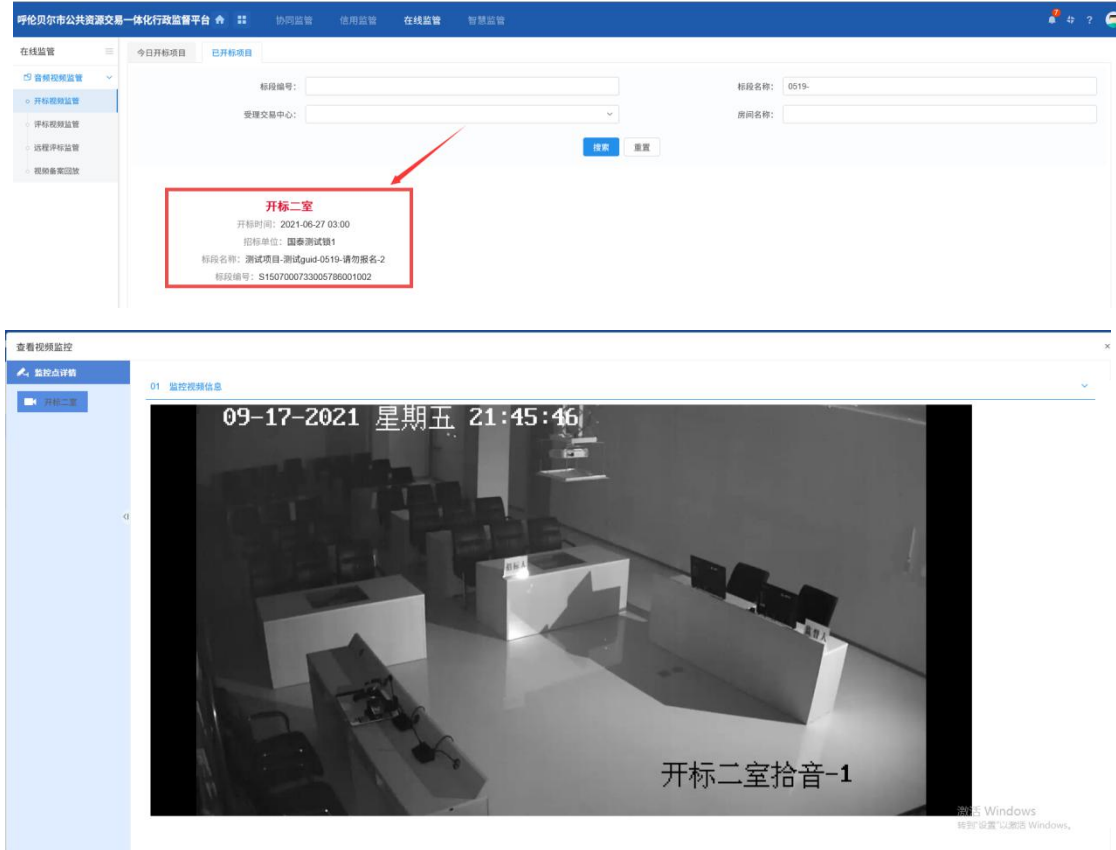 呼伦贝尔市公共资源交易一体化行政监督平台 协同监管 信用监管 在线监管 智慧监管 7 ?
在线监管 今日开标项目 已开标项目
音频视频监管
开标视频监管
评标视频监管
远程评标监管
视频备案回放
标段编号： 标段名称： 0519-
受理交易中心： 房间名称：
搜索 重置
开标二室
开标时间：2021-06-27 03:00
招标单位：国泰测试锁1
标段名称：测试项目-测试guid-0519-请勿报名-2
标段编号：S1507000733005786001002
查看视频监控 ×
监控点详情
开标二室
01 监控视频信息
09-17-2021 星期五 21:45:46
招标人
监督人
开标二室拾音-1
激活 Windows
转到"设置"以激活 Windows。